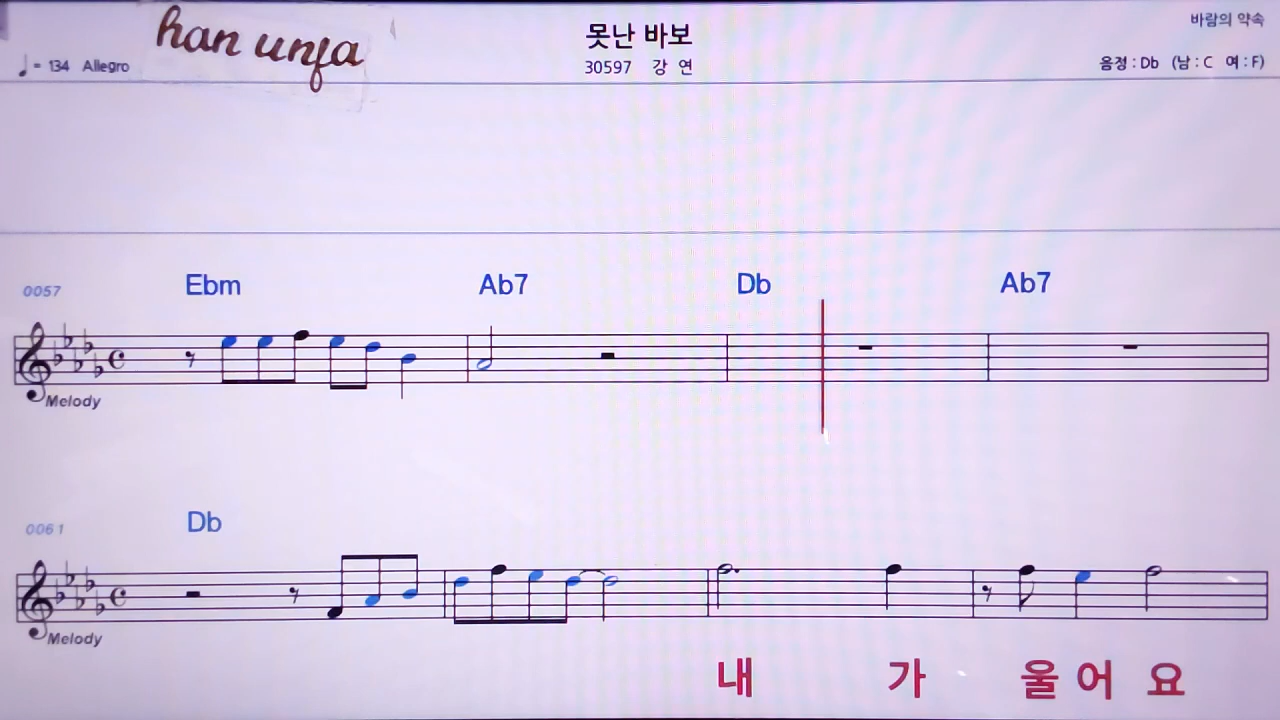 han unfa
못난 바보
바람의 약속
♩= 134 Allegro
30597 강 연
음정 : Db (남 : C 여 : F)
0057 Ebm Ab7 Db Ab7
Melody
0061 Db
Melody
내 가 울 어 요